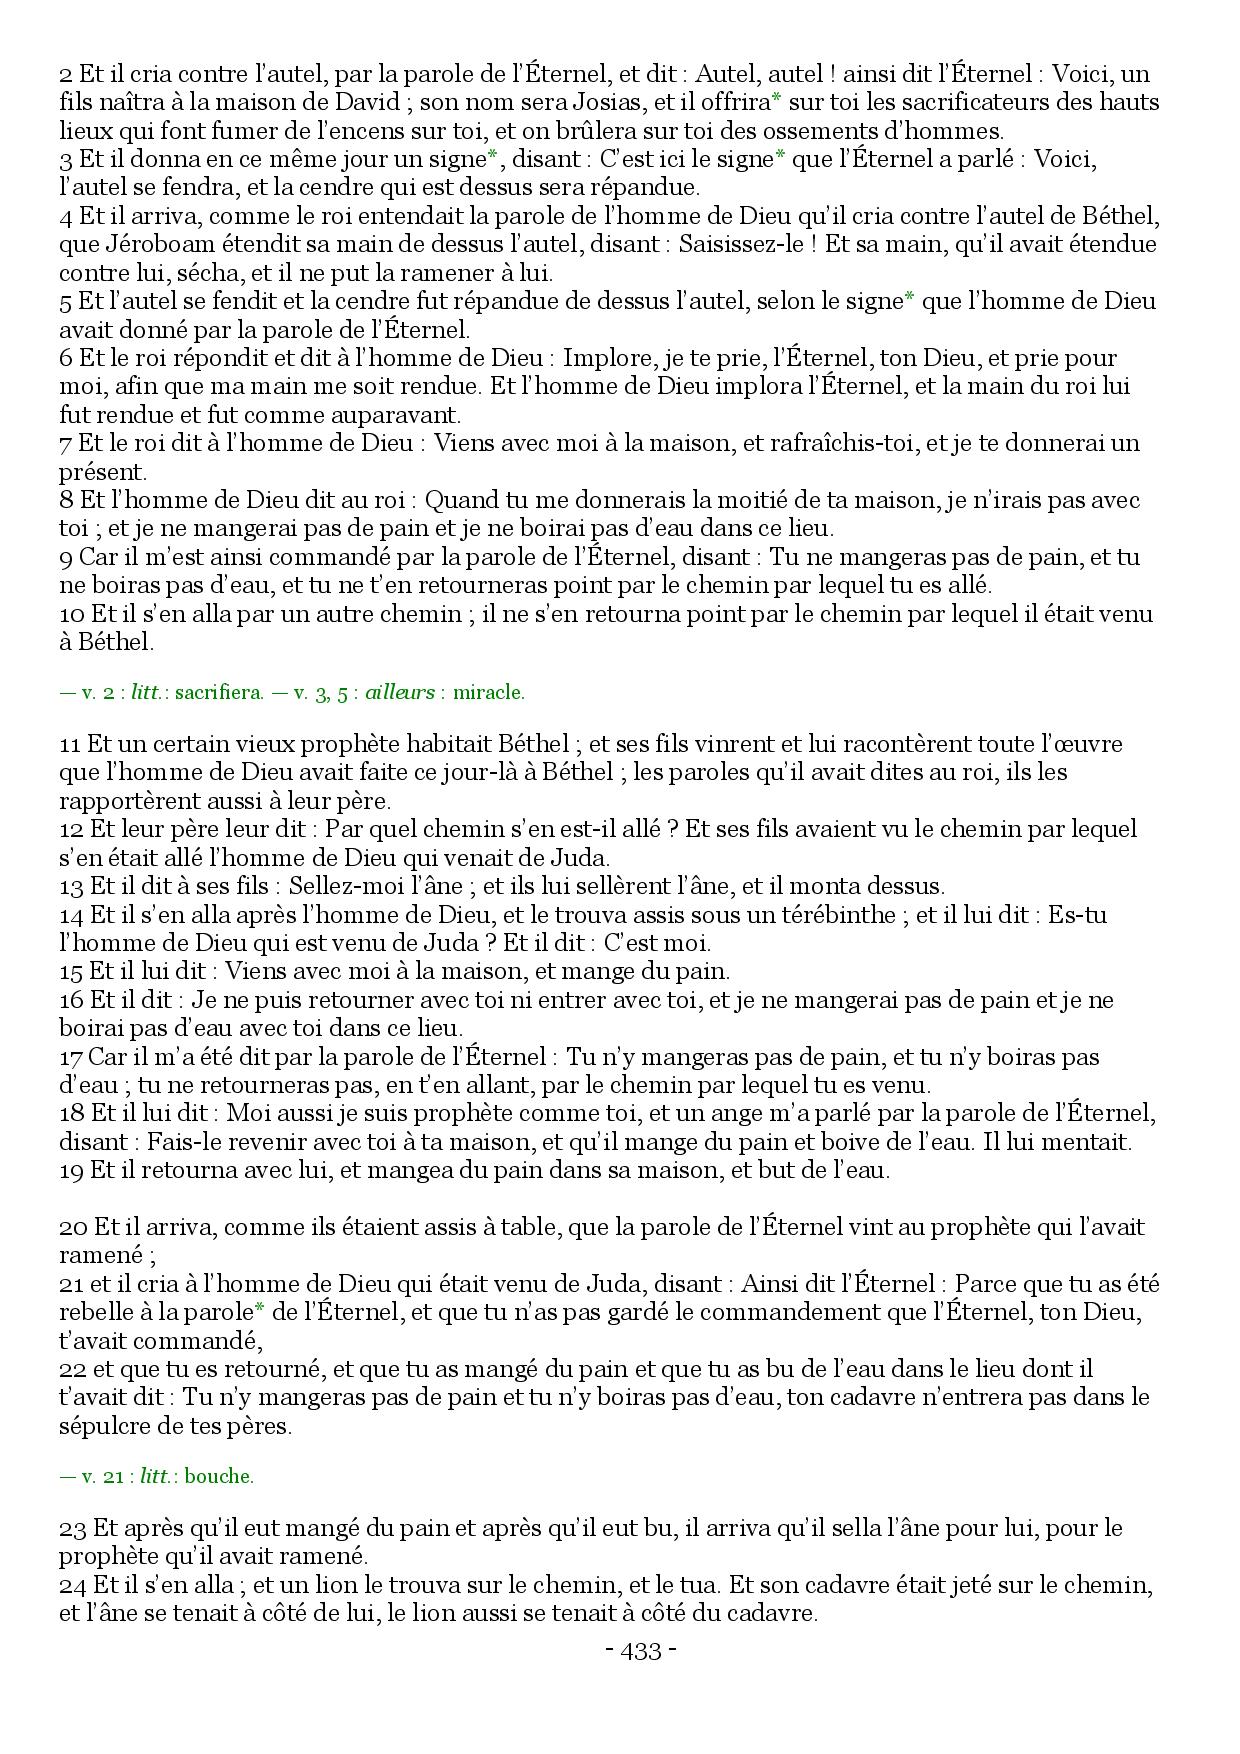 2 Et il cria contre l’autel, par la parole de l’Éternel, et dit : Autel, autel ! ainsi dit l’Éternel : Voici, un
fils naîtra à la maison de David ; son nom sera Josias, et il offrira* sur toi les sacrificateurs des hauts
lieux qui font fumer de l’encens sur toi, et on brûlera sur toi des ossements d’hommes.
3 Et il donna en ce même jour un signe*, disant : C’est ici le signe* que l’Éternel a parlé : Voici,
l’autel se fendra, et la cendre qui est dessus sera répandue.
4 Et il arriva, comme le roi entendait la parole de l’homme de Dieu qu’il cria contre l’autel de Béthel,
que Jéroboam étendit sa main de dessus l’autel, disant : Saisissez-le ! Et sa main, qu’il avait étendue
contre lui, sécha, et il ne put la ramener à lui.
5 Et l’autel se fendit et la cendre fut répandue de dessus l’autel, selon le signe* que l’homme de Dieu
avait donné par la parole de l’Éternel.
6 Et le roi répondit et dit à l’homme de Dieu : Implore, je te prie, l’Éternel, ton Dieu, et prie pour
moi, afin que ma main me soit rendue. Et l’homme de Dieu implora l’Éternel, et la main du roi lui
fut rendue et fut comme auparavant.
7 Et le roi dit à l’homme de Dieu : Viens avec moi à la maison, et rafraîchis-toi, et je te donnerai un
présent.
8 Et l’homme de Dieu dit au roi : Quand tu me donnerais la moitié de ta maison, je n’irais pas avec
toi ; et je ne mangerai pas de pain et je ne boirai pas d’eau dans ce lieu.
9 Car il m’est ainsi commandé par la parole de l’Éternel, disant : Tu ne mangeras pas de pain, et tu
ne boiras pas d’eau, et tu ne t’en retourneras point par le chemin par lequel tu es allé.
10 Et il s’en alla par un autre chemin ; il ne s’en retourna point par le chemin par lequel il était venu
à Béthel.
— v. 2 : litt. : sacrifiera. — v. 3, 5 : ailleurs : miracle.
11 Et un certain vieux prophète habitait Béthel ; et ses fils vinrent et lui racontèrent toute l’œuvre
que l’homme de Dieu avait faite ce jour-là à Béthel ; les paroles qu’il avait dites au roi, ils les
rapportèrent aussi à leur père.
12 Et leur père leur dit : Par quel chemin s’en est-il allé ? Et ses fils avaient vu le chemin par lequel
s’en était allé l’homme de Dieu qui venait de Juda.
13 Et il dit à ses fils : Sellez-moi l’âne ; et ils lui sellèrent l’âne, et il monta dessus.
14 Et il s’en alla après l’homme de Dieu, et le trouva assis sous un térébinthe ; et il lui dit : Es-tu
l’homme de Dieu qui est venu de Juda ? Et il dit : C’est moi.
15 Et il lui dit : Viens avec moi à la maison, et mange du pain.
16 Et il dit : Je ne puis retourner avec toi ni entrer avec toi, et je ne mangerai pas de pain et je ne
boirai pas d’eau avec toi dans ce lieu.
17 Car il m’a été dit par la parole de l’Éternel : Tu n’y mangeras pas de pain, et tu n’y boiras pas
d’eau ; tu ne retourneras pas, en t’en allant, par le chemin par lequel tu es venu.
18 Et il lui dit : Moi aussi je suis prophète comme toi, et un ange m’a parlé par la parole de l’Éternel,
disant : Fais-le revenir avec toi à ta maison, et qu’il mange du pain et boive de l’eau. Il lui mentait.
19 Et il retourna avec lui, et mangea du pain dans sa maison, et but de l’eau.
20 Et il arriva, comme ils étaient assis à table, que la parole de l’Éternel vint au prophète qui l’avait
ramené ;
21 et il cria à l’homme de Dieu qui était venu de Juda, disant : Ainsi dit l’Éternel : Parce que tu as été
rebelle à la parole* de l’Éternel, et que tu n’as pas gardé le commandement que l’Éternel, ton Dieu,
t’avait commandé,
22 et que tu es retourné, et que tu as mangé du pain et que tu as bu de l’eau dans le lieu dont il
t’avait dit : Tu n’y mangeras pas de pain et tu n’y boiras pas d’eau, ton cadavre n’entrera pas dans le
sépulcre de tes pères.
— v. 21 : litt. : bouche.
23 Et après qu’il eut mangé du pain et après qu’il eut bu, il arriva qu’il sella l’âne pour lui, pour le
prophète qu’il avait ramené.
24 Et il s’en alla ; et un lion le trouva sur le chemin, et le tua. Et son cadavre était jeté sur le chemin,
et l’âne se tenait à côté de lui, le lion aussi se tenait à côté du cadavre.
- 433 -